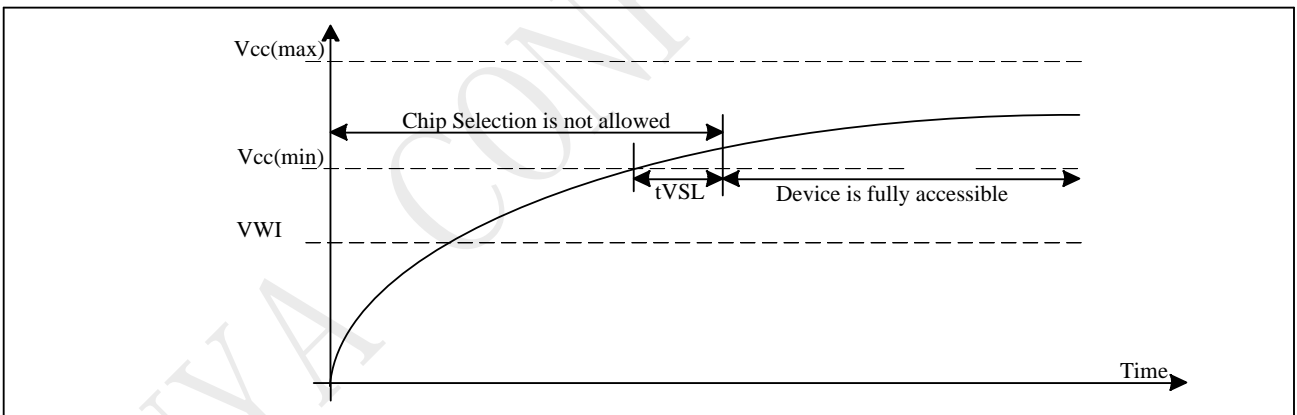 Vcc(max)
Chip Selection is not allowed
Vcc(min)
tVSL
Device is fully accessible
VWI
Time